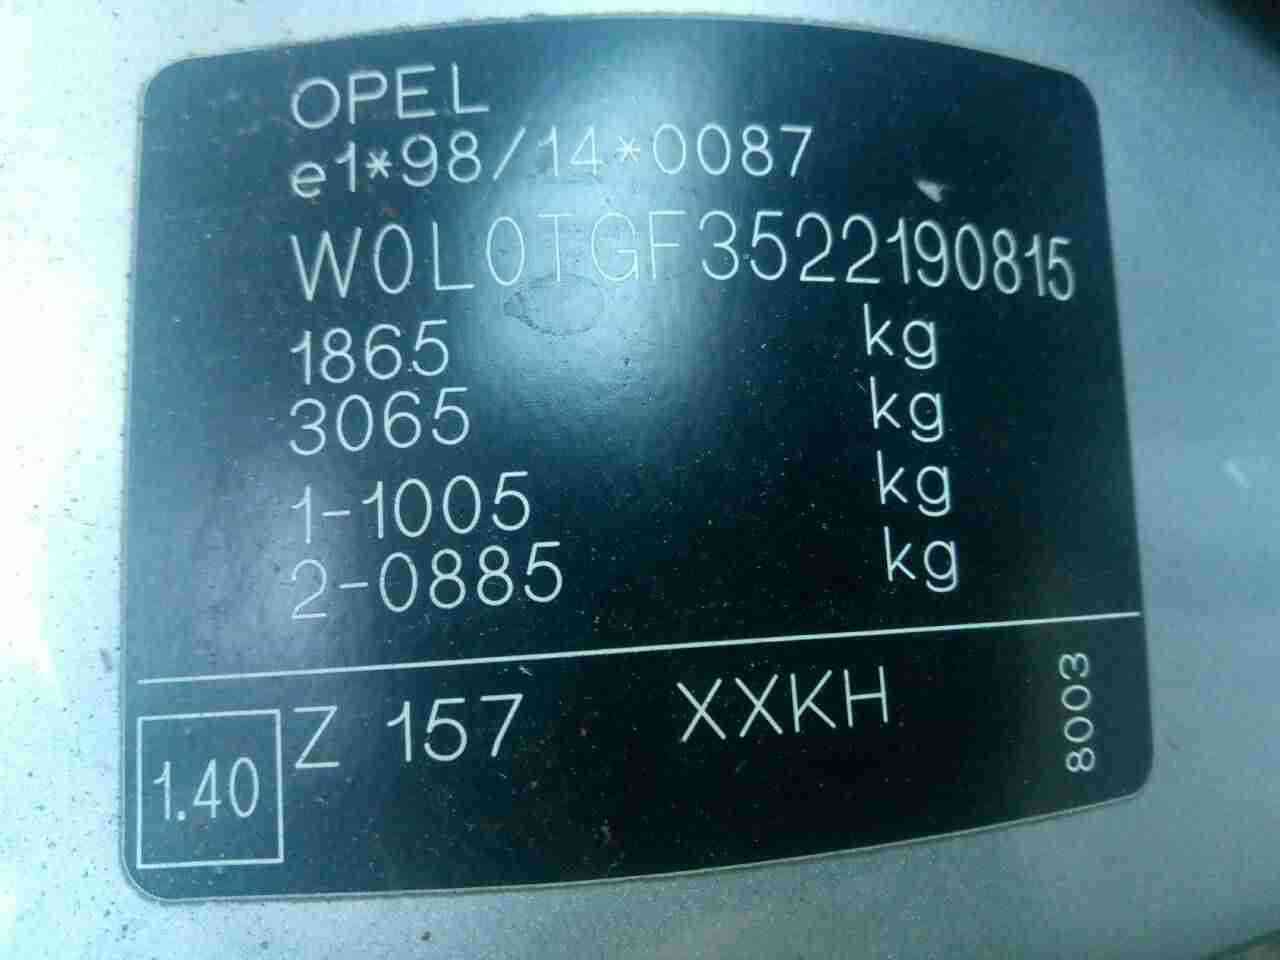 OPEL
e1*98/14*0087
W0L0TGF3522190815
1865 kg
3065 kg
1-1005 kg
2-0885 kg
Z 157 XXKH
8003
1.40